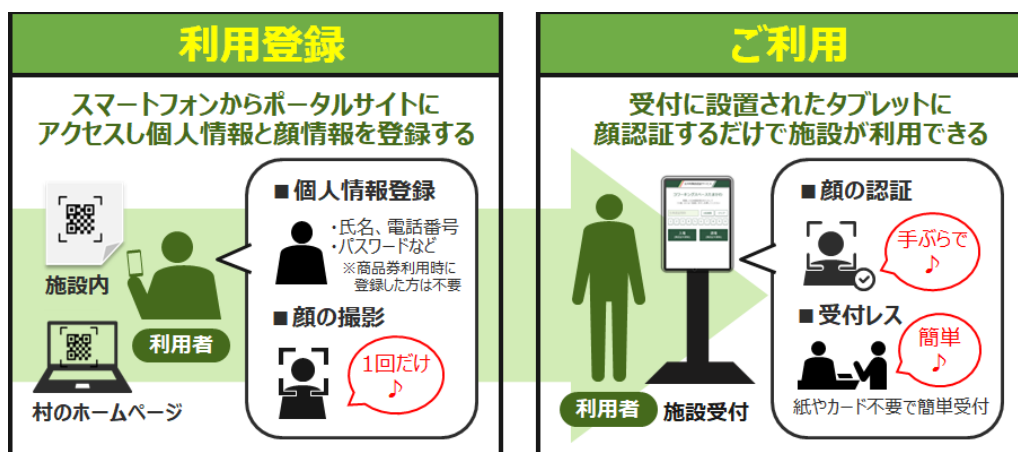 利用登録
スマートフォンからポータルサイトに
アクセスし個人情報と顔情報を登録する
施設内
利用者
村のホームページ
■個人情報登録
・氏名、電話番号
・パスワードなど
※商品券利用時に
登録した方は不要
■顔の撮影
1回だけ
♪
ご利用
受付に設置されたタブレットに
顔認証するだけで施設が利用できる
利用者
施設受付
■顔の認証
手ぶらで
♪
■受付レス
簡単
♪
紙やカード不要で簡単受付